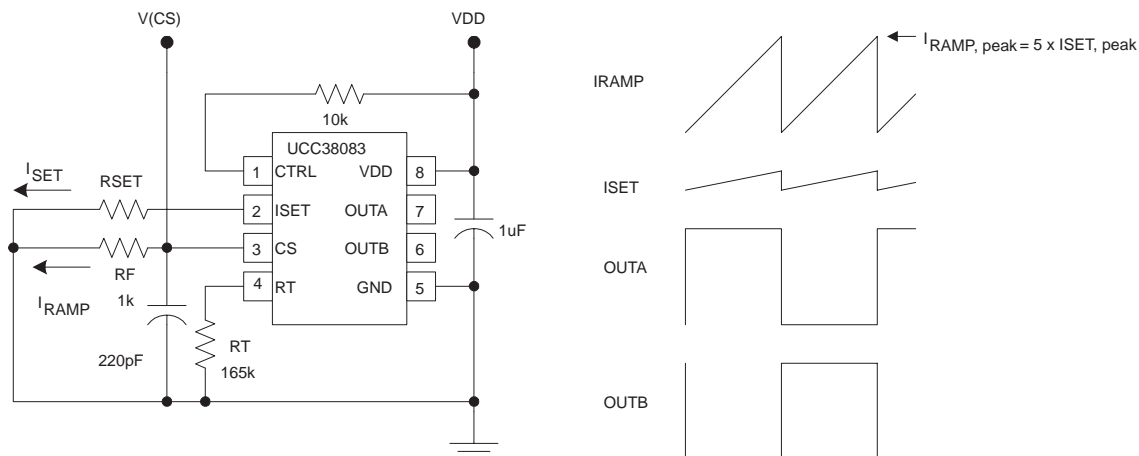 V(CS)
VDD
10k
UCC38083
1 CTRL VDD 8
2 ISET OUTA 7
3 CS OUTB 6
4 RT GND 5
ISET
RSET
RF
1k
IRAMP
220pF
RT
165k
1uF
IRAMP
IRAMP, peak = 5 x ISET, peak
ISET
OUTA
OUTB